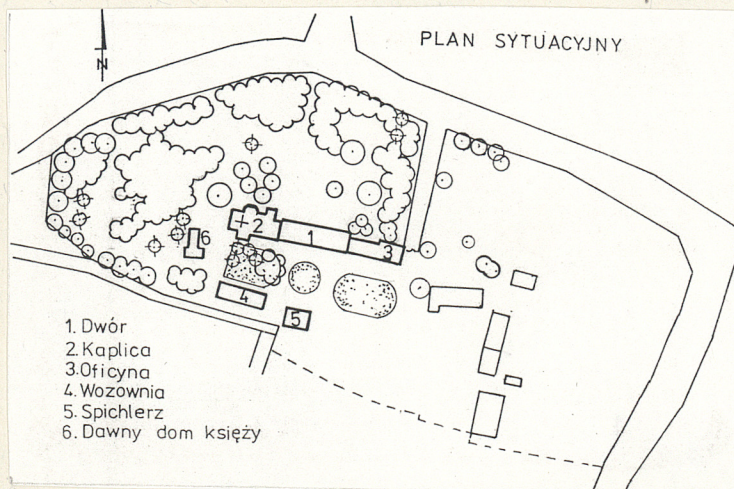 PLAN SYTUACYJNY
N
2
1
3
6
4
5
1. Dwór
2. Kaplica
3. Oficyna
4. Wozownia
5. Spichlerz
6. Dawny dom księży